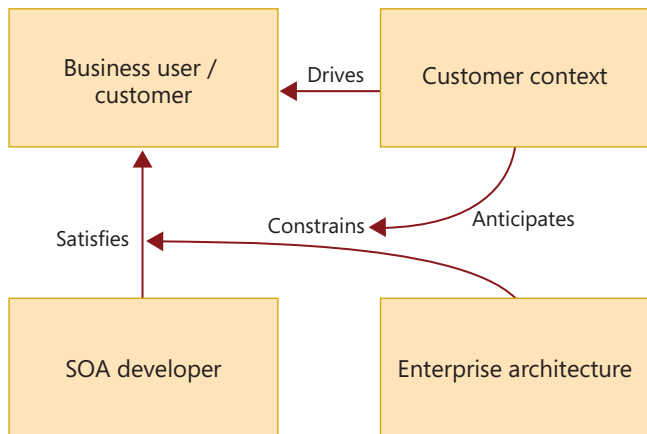 Business user /
customer
Drives
Customer context
Satisfies
Constrains
Anticipates
SOA developer
Enterprise architecture